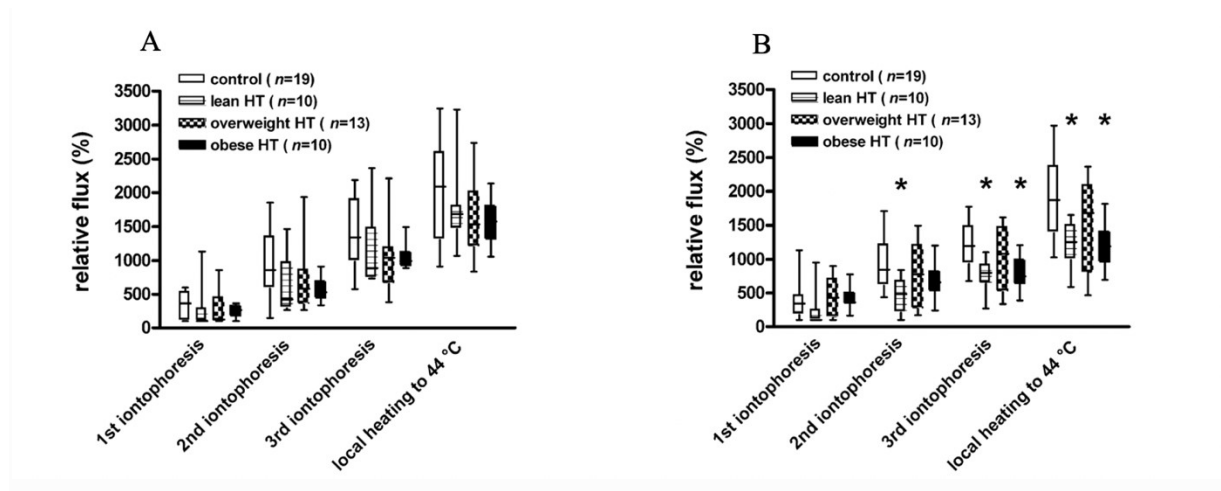 A
control ( n=19)
lean HT ( n=10)
overweight HT ( n=13)
obese HT ( n=10)
relative flux (%)
3500
3000
2500
2000
1500
1000
500
0
1st iontophoresis
2nd iontophoresis
3rd iontophoresis
local heating to 44 °C
B
control ( n=19)
lean HT ( n=10)
overweight HT ( n=13)
obese HT ( n=10)
relative flux (%)
3500
3000
2500
2000
1500
1000
500
0
*
*
*
*
*
1st iontophoresis
2nd iontophoresis
3rd iontophoresis
local heating to 44 °C